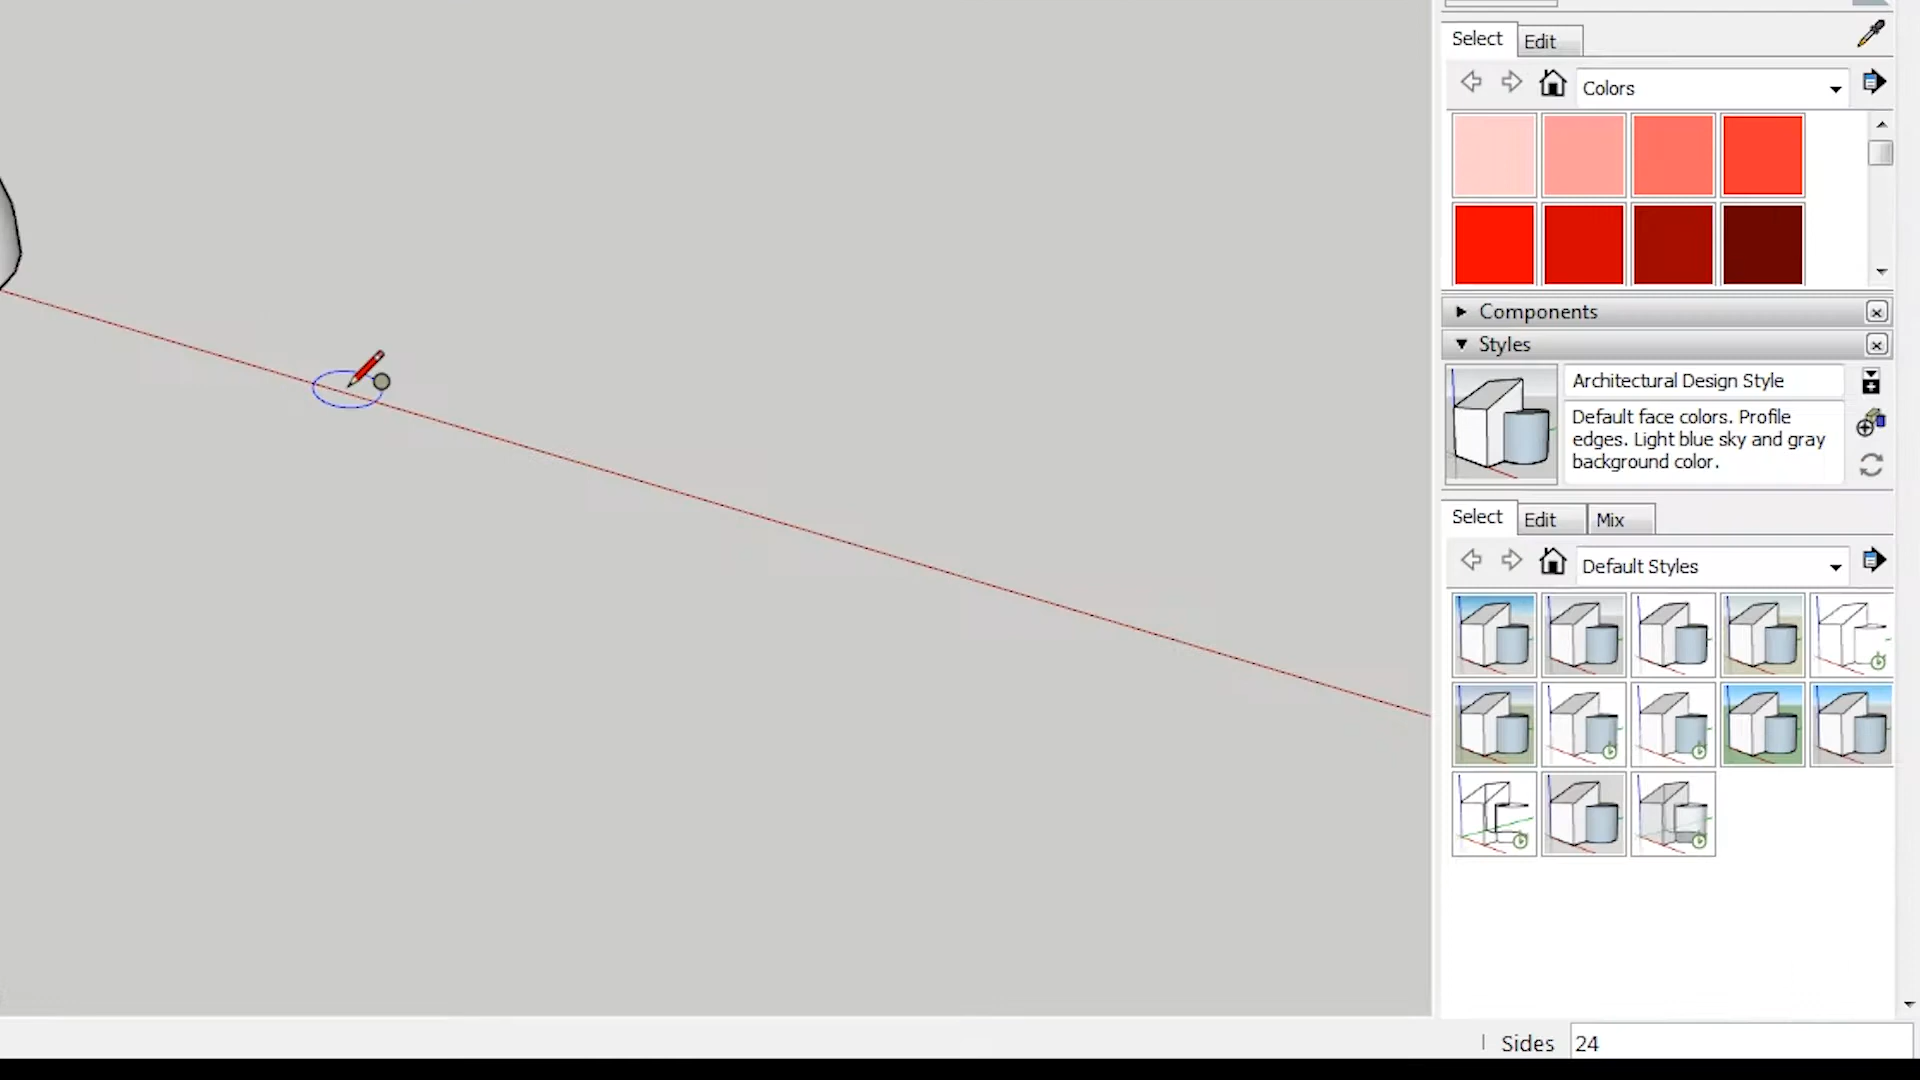 Select Edit
Colors
Components
Styles
Architectural Design Style
Default face colors. Profile
edges. Light blue sky and gray
background color.
Select Edit Mix
Default Styles
Sides 24